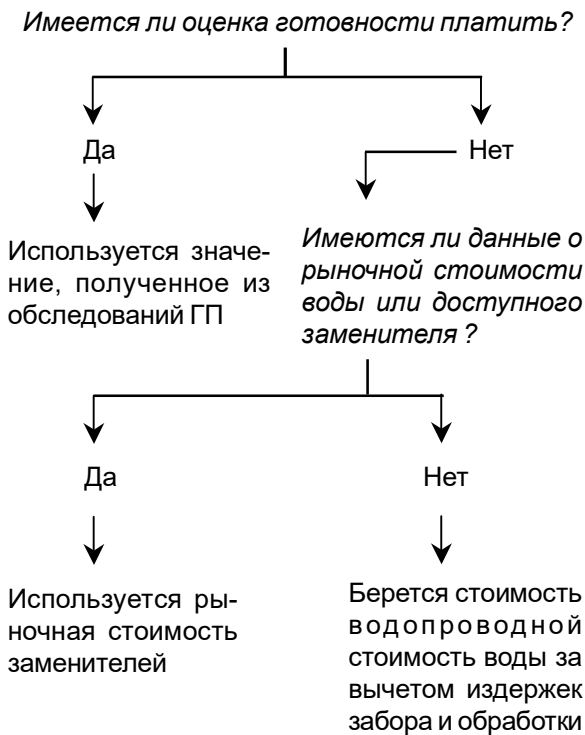 Имеется ли оценка готовности платить?
Да
Нет
Используется значе-
ние, полученное из
обследований ГП
Имеются ли данные о
рыночной стоимости
воды или доступного
заменителя ?
Да
Нет
Используется ры-
ночная стоимость
заменителей
Берется стоимость
водопроводной
стоимость воды за
вычетом издержек
забора и обработки